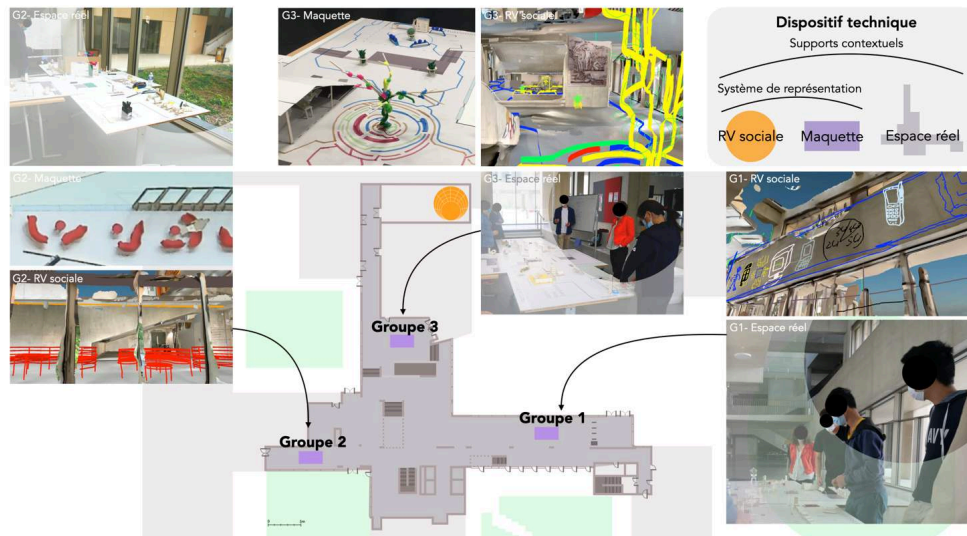 G2- Espace réel
G3- Maquette
G3- RV sociale
Dispositif technique
Supports contextuels
Système de représentation
RV sociale
Maquette
Espace réel
G2- Maquette
G3- Espace réel
G1- RV sociale
G2- RV sociale
Groupe 3
G1- Espace réel
Groupe 1
Groupe 2
NAVY